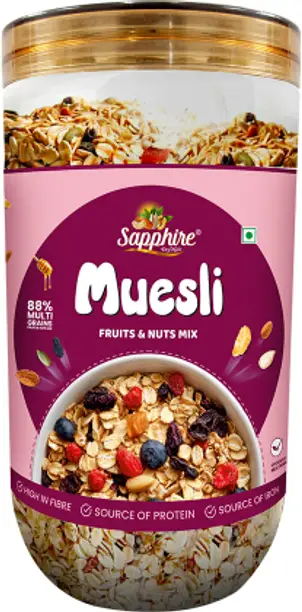 Sapphire®
Muesli
FRUITS & NUTS MIX
88%
MULTI
GRAINS
HIGH IN FIBRE
SOURCE OF PROTEIN
SOURCE OF IRON